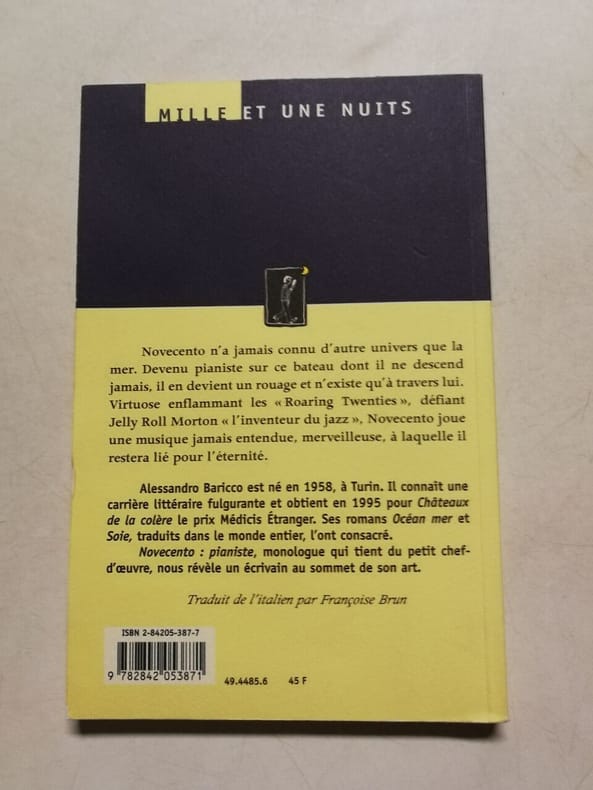 MILLE ET UNE NUITS
Novecento n'a jamais connu d'autre univers que la
mer. Devenu pianiste sur ce bateau dont il ne descend
jamais, il en devient un rouage et n'existe qu'à travers lui.
Virtuose enflammant les « Roaring Twenties », défiant
Jelly Roll Morton « l'inventeur du jazz », Novecento joue
une musique jamais entendue, merveilleuse, à laquelle il
restera lié pour l'éternité.
Alessandro Baricco est né en 1958, à Turin. Il connaît une
carrière littéraire fulgurante et obtient en 1995 pour Châteaux
de la colère le prix Médicis Étranger. Ses romans Océan mer et
Soie, traduits dans le monde entier, l'ont consacré.
Novecento : pianiste, monologue qui tient du petit chef-
d'œuvre, nous révèle un écrivain au sommet de son art.
Traduit de l'italien par Françoise Brun
ISBN 2-84205-387-7
9 782842 053871
49.4485.6 45 F